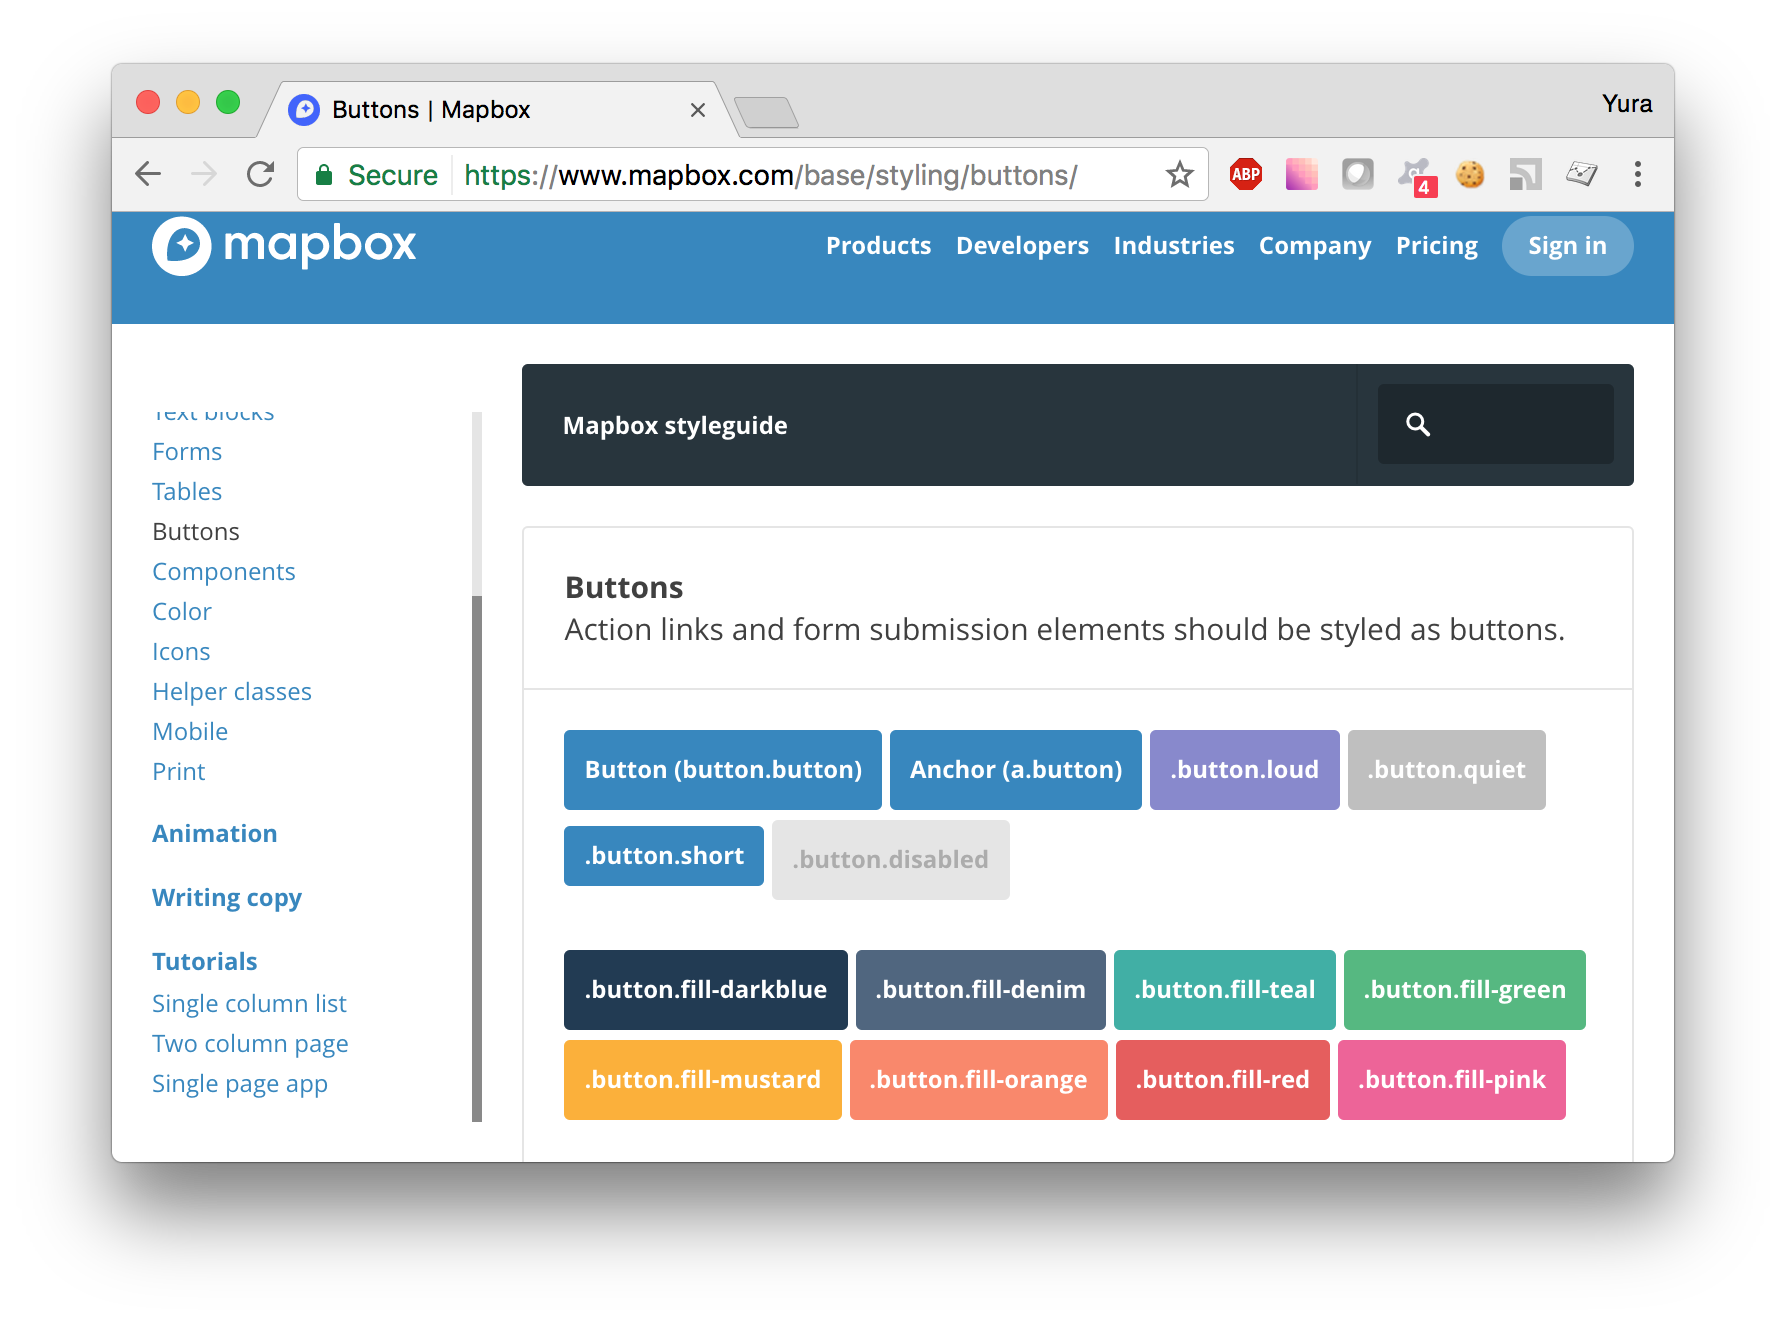 Buttons | Mapbox
Yura
Secure https://www.mapbox.com/base/styling/buttons/
ABP
4
mapbox
Products Developers Industries Company Pricing Sign in
Text blocks
Forms
Tables
Buttons
Components
Color
Icons
Helper classes
Mobile
Print
Animation
Writing copy
Tutorials
Single column list
Two column page
Single page app
Mapbox styleguide
Buttons
Action links and form submission elements should be styled as buttons.
Button (button.button) Anchor (a.button) .button.loud .button.quiet
.button.short .button.disabled
.button.fill-darkblue .button.fill-denim .button.fill-teal .button.fill-green
.button.fill-mustard .button.fill-orange .button.fill-red .button.fill-pink